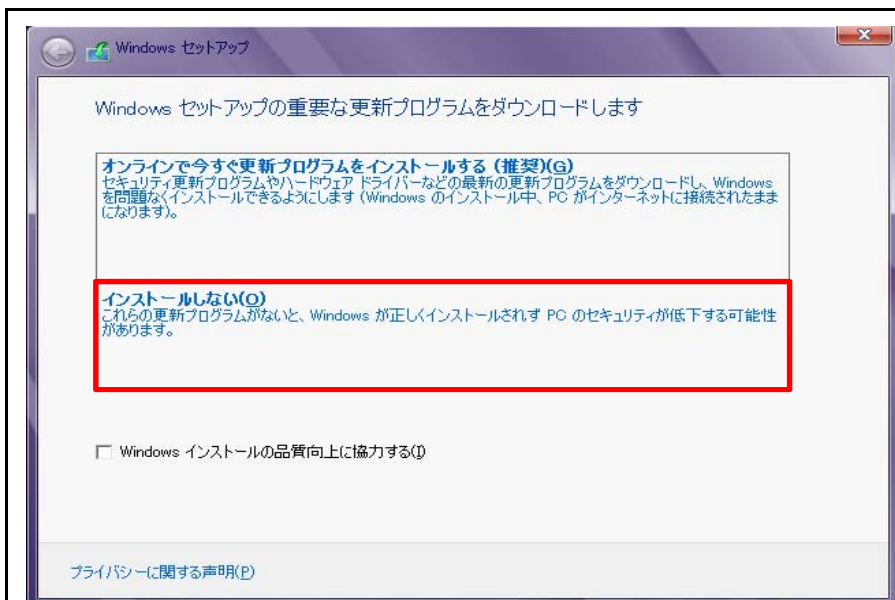 Windows セットアップ
Windows セットアップの重要な更新プログラムをダウンロードします
オンラインで今すぐ更新プログラムをインストールする (推奨)(G)
セキュリティ更新プログラムやハードウェア ドライバーなどの最新の更新プログラムをダウンロードし、Windows
を問題なくインストールできるようにします (Windows のインストール中、PC がインターネットに接続されたまま
になります)。
インストールしない(O)
これらの更新プログラムがないと、Windows が正しくインストールされず PC のセキュリティが低下する可能性
があります。
Windows インストールの品質向上に協力する(I)
プライバシーに関する声明(P)